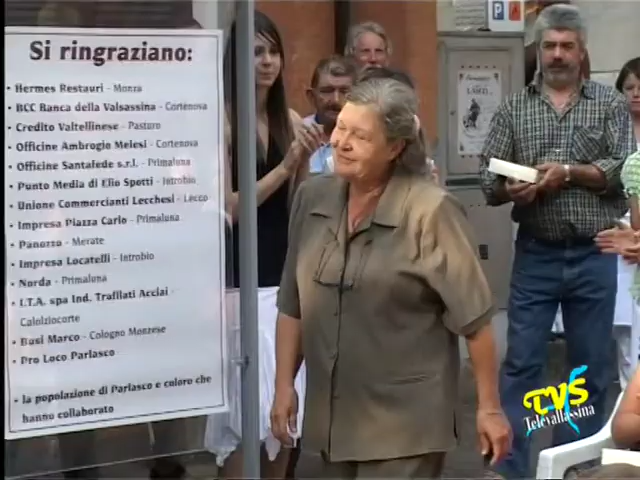 Si ringraziano:
• Hermes Restauri - Monza
• BCC Banca della Valsassina - Cortenova
• Credito Valtellinese - Pasturo
• Officine Ambrogio Melesi - Cortenova
• Officine Santafede s.r.l. - Primaluna
• Punto Media di Elio Spotti - Introbio
• Unione Commercianti Lecchesi - Lecco
• Impresa Piazza Carlo - Primaluna
• Panorfa - Merate
• Impresa Locatelli - Introbio
• Norda - Primaluna
• I.T.A. spa Ind. Trafilati Acciai -
Calolziocorte
• Busi Marco - Cologno Monzese
• Pro Loco Parlasco
• la popolazione di Parlasco e coloro che
hanno collaborato
P
TVS
Televallassina